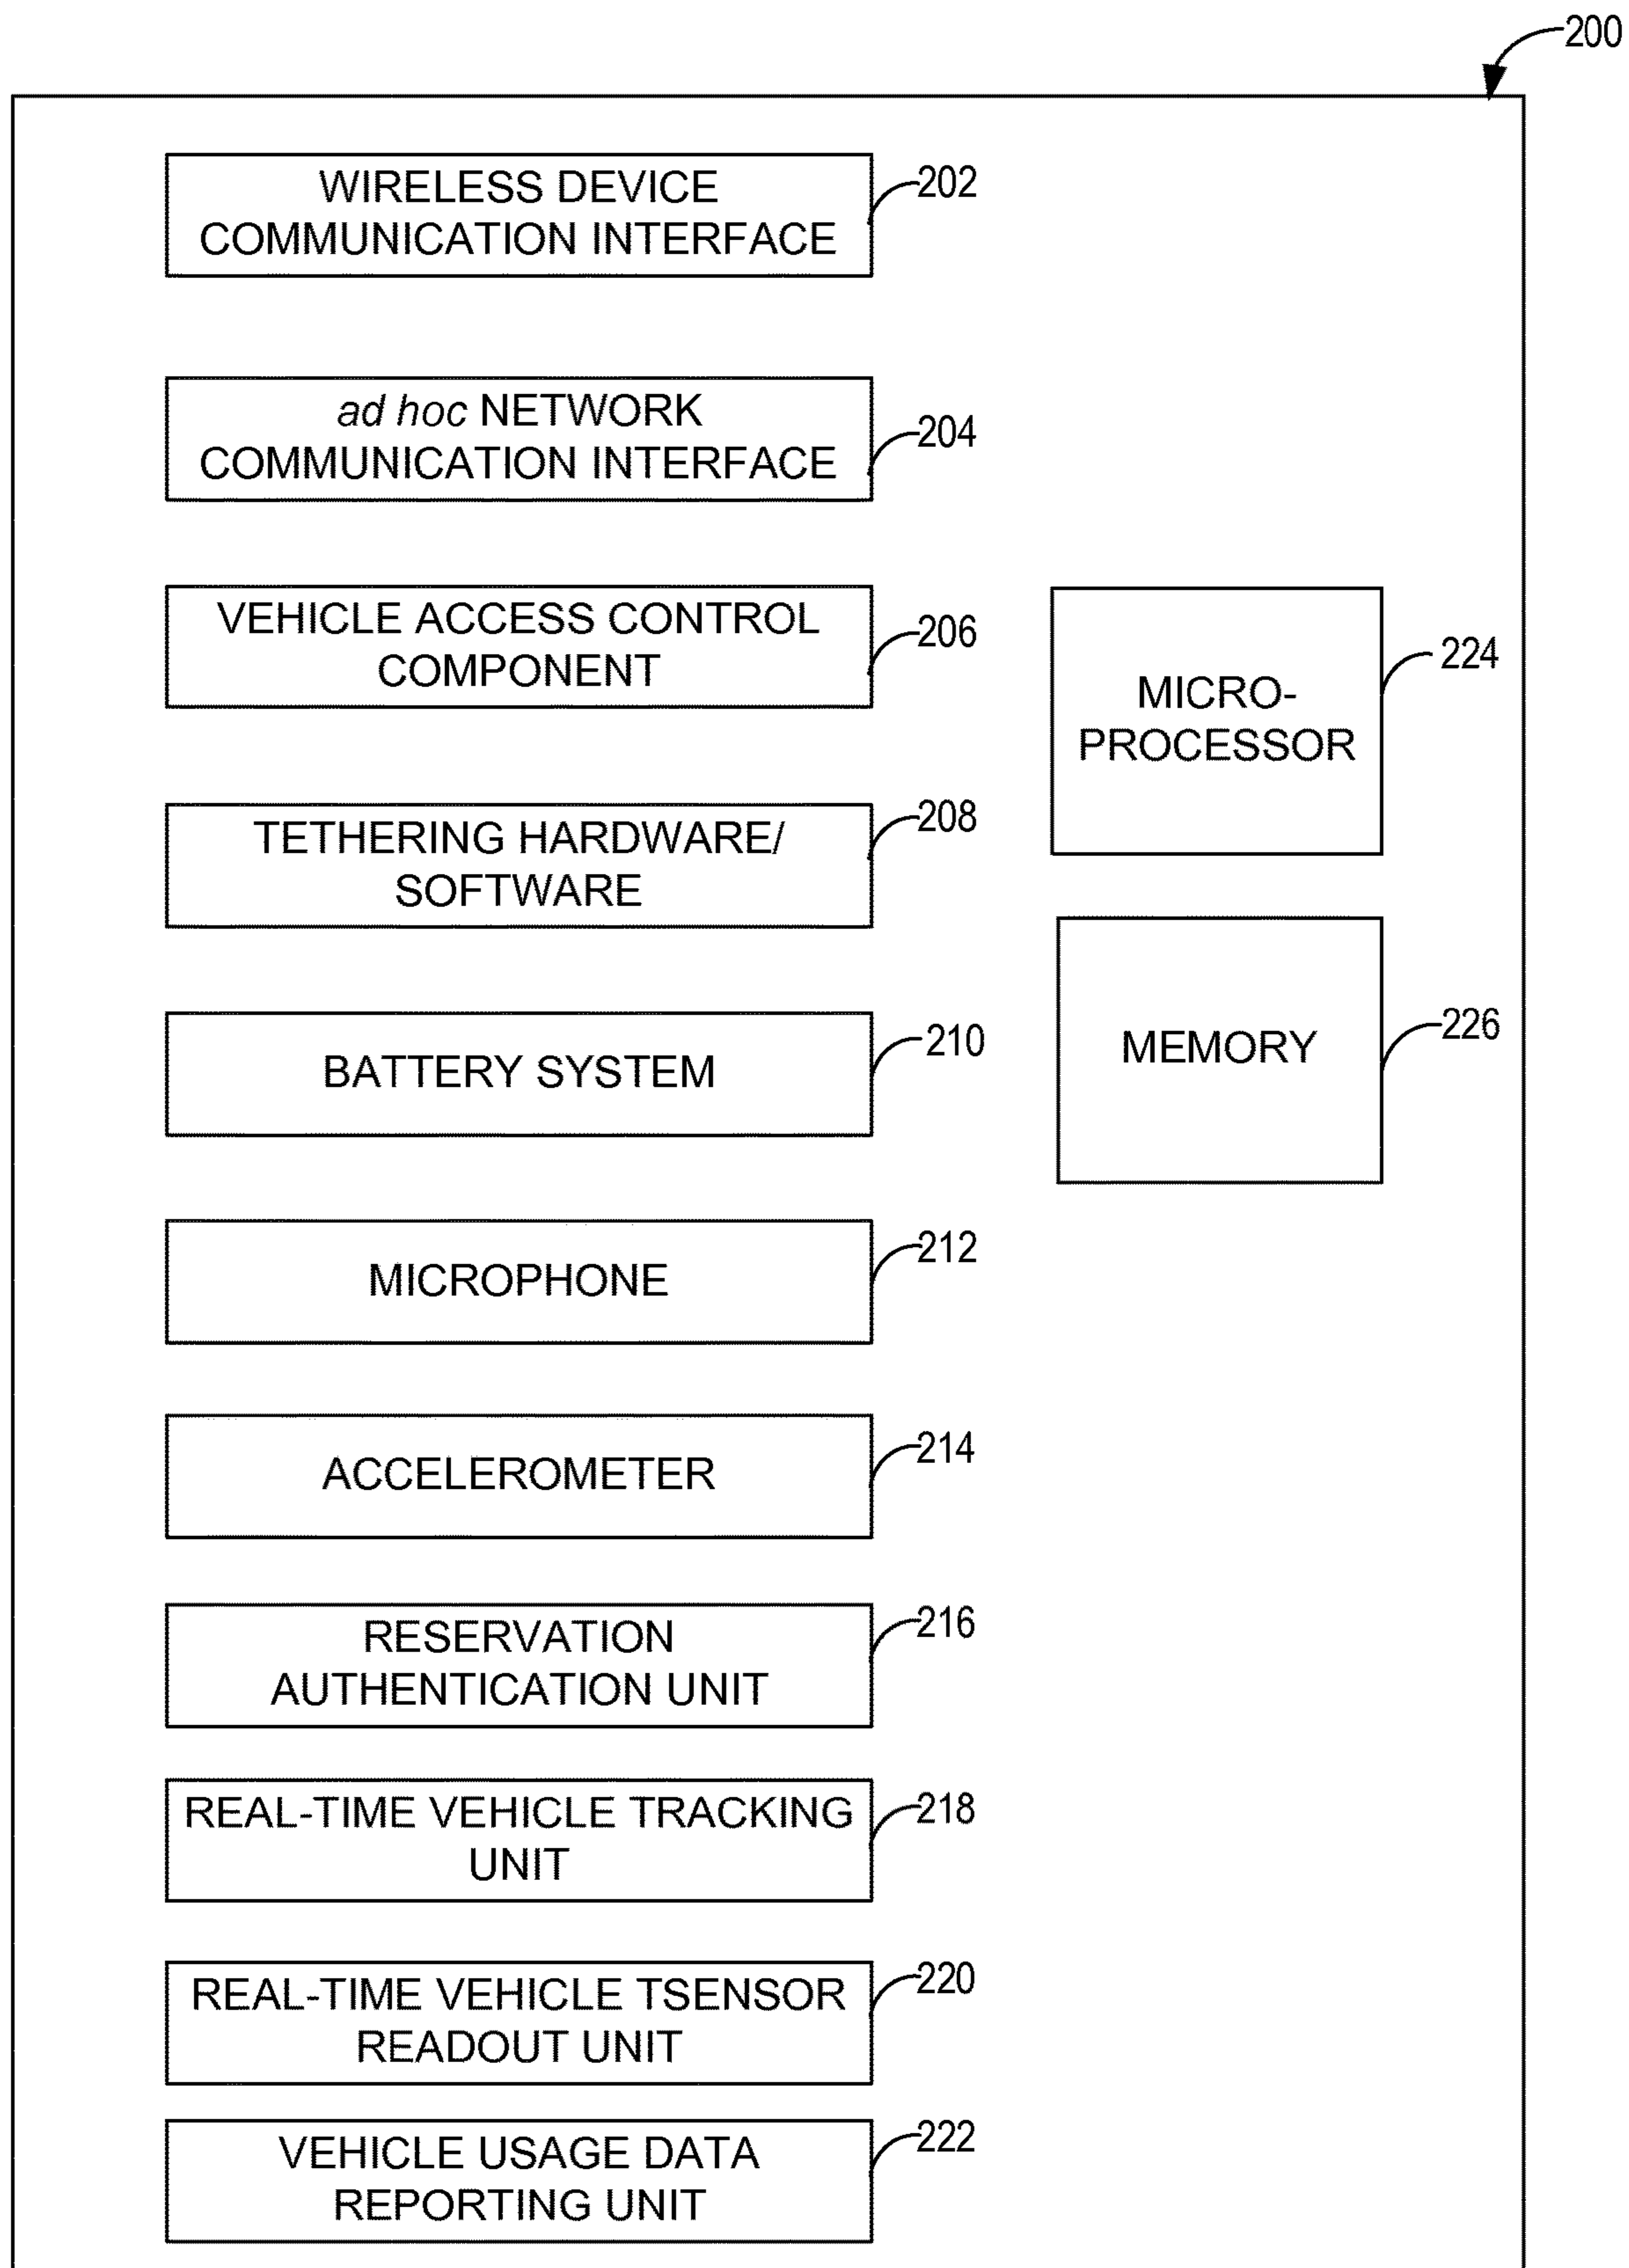 200
WIRELESS DEVICE
COMMUNICATION INTERFACE
202
ad hoc NETWORK
COMMUNICATION INTERFACE
204
VEHICLE ACCESS CONTROL
COMPONENT
206
TETHERING HARDWARE/
SOFTWARE
208
BATTERY SYSTEM
210
MICROPHONE
212
ACCELEROMETER
214
RESERVATION
AUTHENTICATION UNIT
216
REAL-TIME VEHICLE TRACKING
UNIT
218
REAL-TIME VEHICLE TSENSOR
READOUT UNIT
220
VEHICLE USAGE DATA
REPORTING UNIT
222
MICRO-
PROCESSOR
224
MEMORY
226